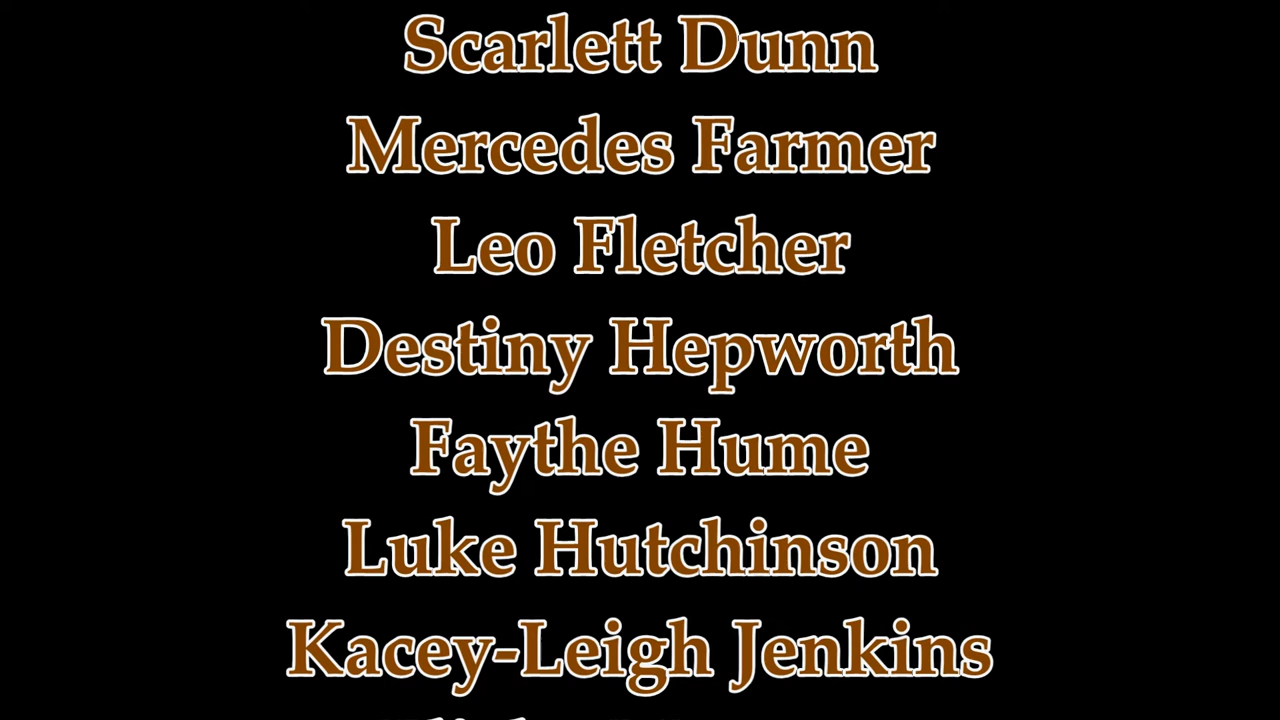 Scarlett Dunn
Mercedes Farmer
Leo Fletcher
Destiny Hepworth
Faythe Hume
Luke Hutchinson
Kacey-Leigh Jenkins